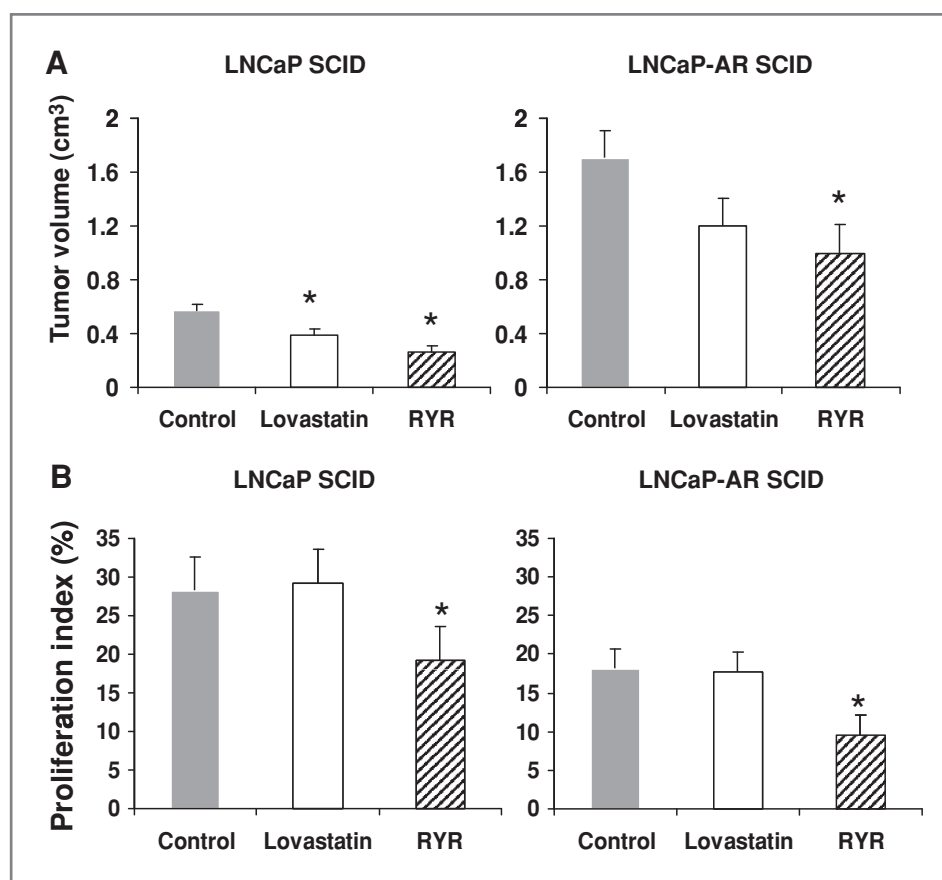 A
LNCaP SCID
LNCaP-AR SCID
Tumor volume (cm³)
2
1.6
1.2
0.8
0.4
0
*
*
Control Lovastatin RYR
2
1.6
1.2
0.8
0.4
0
*
Control Lovastatin RYR
B
LNCaP SCID
LNCaP-AR SCID
Proliferation index (%)
35
30
25
20
15
10
5
0
*
Control Lovastatin RYR
35
30
25
20
15
10
5
0
*
Control Lovastatin RYR